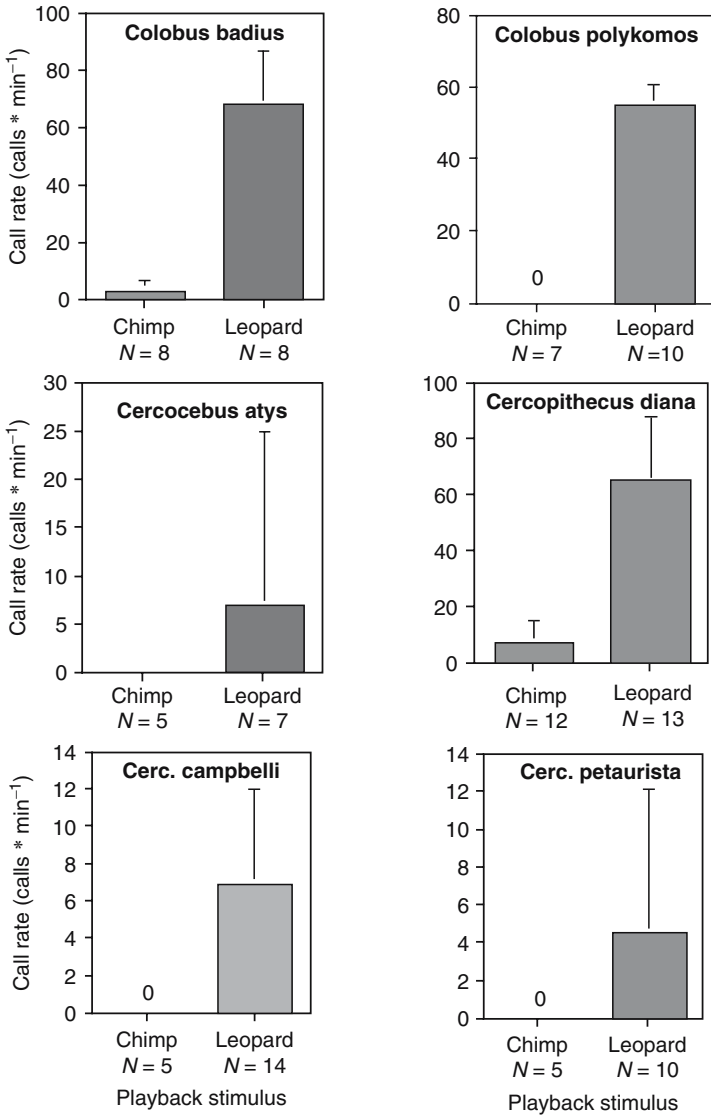 Colobus badius
Call rate (calls * min⁻¹)
100
80
60
40
20
0
Chimp Leopard
N = 8 N = 8
Colobus polykomos
80
60
40
20
0
0
Chimp Leopard
N = 7 N =10
Cercocebus atys
Call rate (calls * min⁻¹)
30
25
20
15
10
5
0
Chimp Leopard
N = 5 N = 7
Cercopithecus diana
100
80
60
40
20
0
Chimp Leopard
N = 12 N = 13
Cerc. campbelli
Call rate (calls * min⁻¹)
14
12
10
8
6
4
2
0
0
Chimp Leopard
N = 5 N = 14
Playback stimulus
Cerc. petaurista
14
12
10
8
6
4
2
0
0
Chimp Leopard
N = 5 N = 10
Playback stimulus